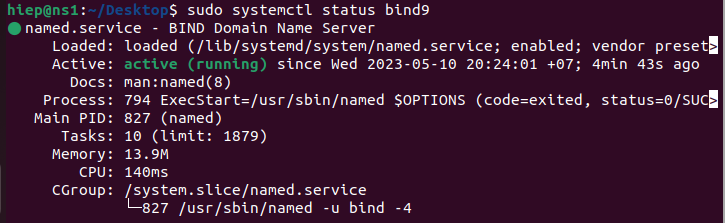 hiep@ns1:~/Desktop$ sudo systemctl status bind9
● named.service - BIND Domain Name Server
     Loaded: loaded (/lib/systemd/system/named.service; enabled; vendor preset>
     Active: active (running) since Wed 2023-05-10 20:24:01 +07; 4min 43s ago
       Docs: man:named(8)
    Process: 794 ExecStart=/usr/sbin/named $OPTIONS (code=exited, status=0/SUC>
   Main PID: 827 (named)
      Tasks: 10 (limit: 1879)
     Memory: 13.9M
        CPU: 140ms
     CGroup: /system.slice/named.service
             └─827 /usr/sbin/named -u bind -4